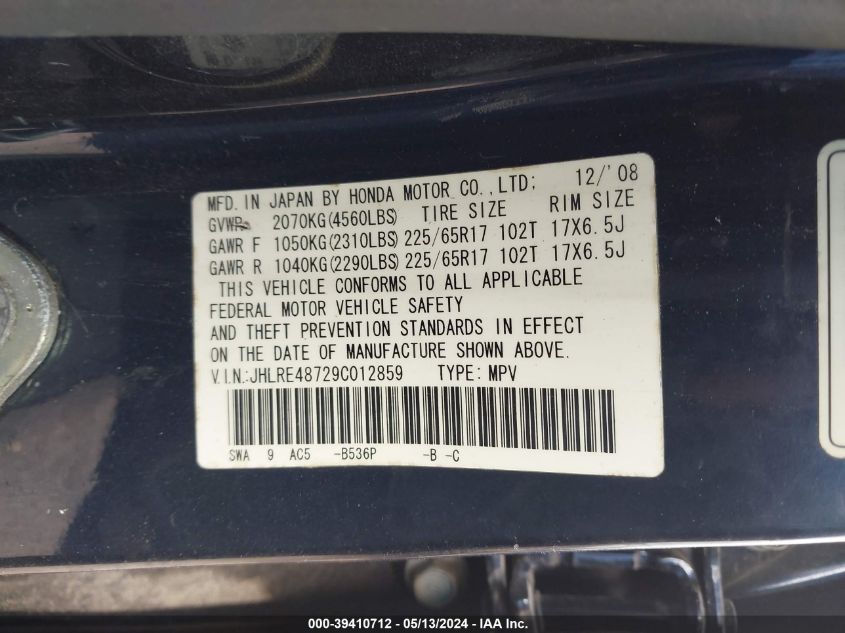 MFD. IN JAPAN BY HONDA MOTOR CO., LTD; 12/'08
GVWR 2070KG(4560LBS) TIRE SIZE RIM SIZE
GAWR F 1050KG(2310LBS) 225/65R17 102T 17X6.5J
GAWR R 1040KG(2290LBS) 225/65R17 102T 17X6.5J
THIS VEHICLE CONFORMS TO ALL APPLICABLE
FEDERAL MOTOR VEHICLE SAFETY
AND THEFT PREVENTION STANDARDS IN EFFECT
ON THE DATE OF MANUFACTURE SHOWN ABOVE.
V.I.N.:JHLRE48729C012859 TYPE: MPV
SWA 9 AC5 -B536P -B -C
000-39410712 - 05/13/2024 - IAA Inc.